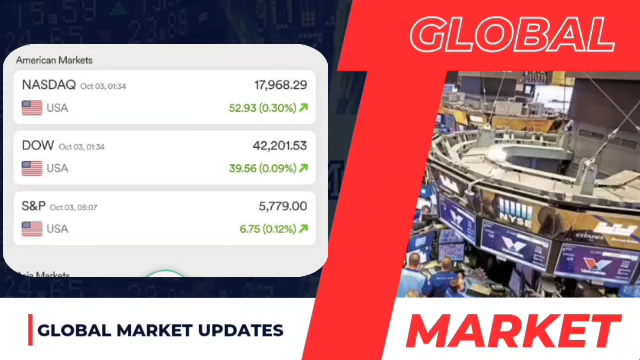 GLOBAL
American Markets
NASDAQ Oct 03, 01:34 17,968.29
USA 52.93 (0.30%)
DOW Oct 03, 01:34 42,201.53
USA 39.56 (0.09%)
S&P Oct 03, 05:07 5,779.00
USA 6.75 (0.12%)
Markets
NYSE
GLOBAL MARKET UPDATES
MARKET